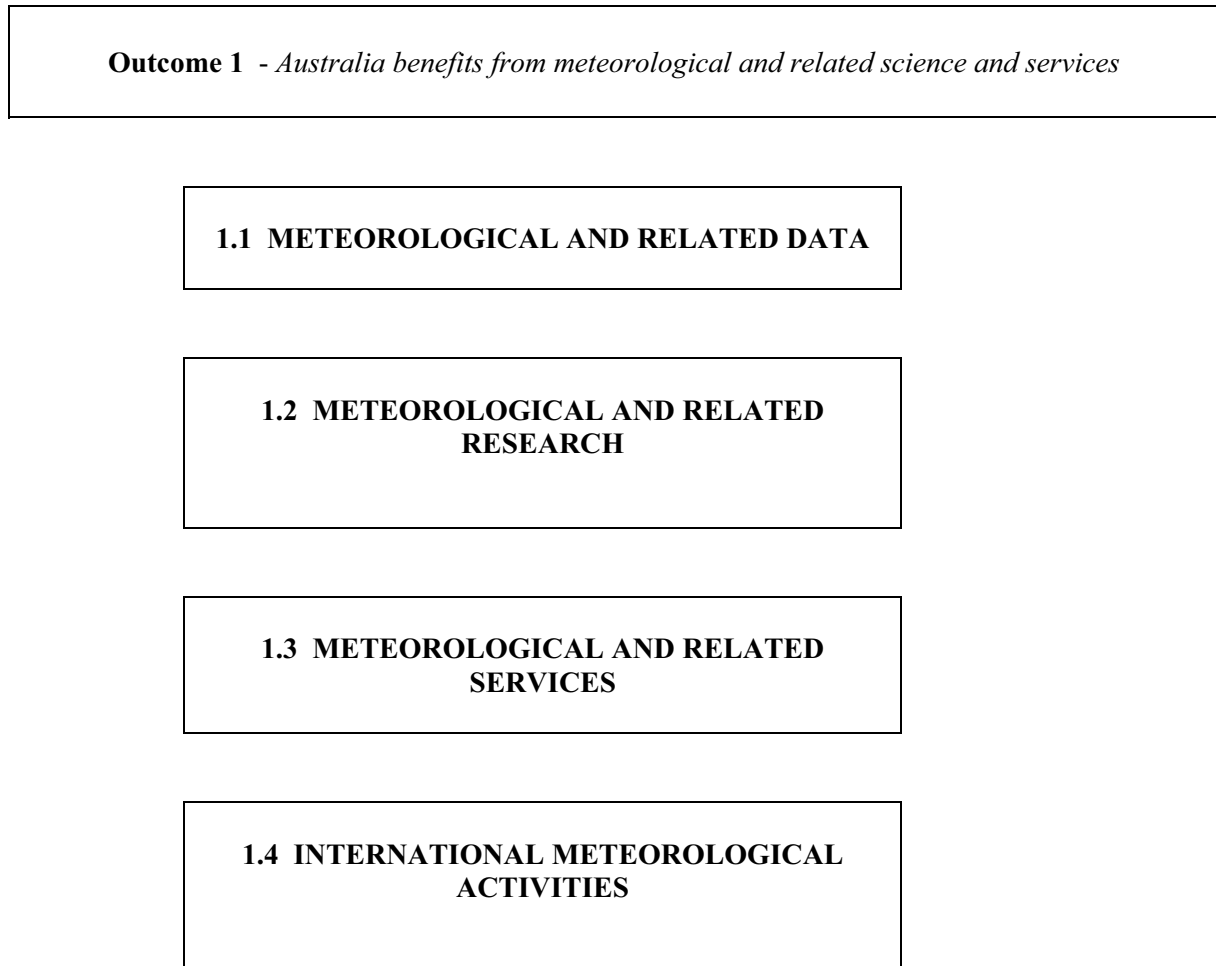 Outcome 1 - Australia benefits from meteorological and related science and services
1.1 METEOROLOGICAL AND RELATED DATA
1.2 METEOROLOGICAL AND RELATED
RESEARCH
1.3 METEOROLOGICAL AND RELATED
SERVICES
1.4 INTERNATIONAL METEOROLOGICAL
ACTIVITIES